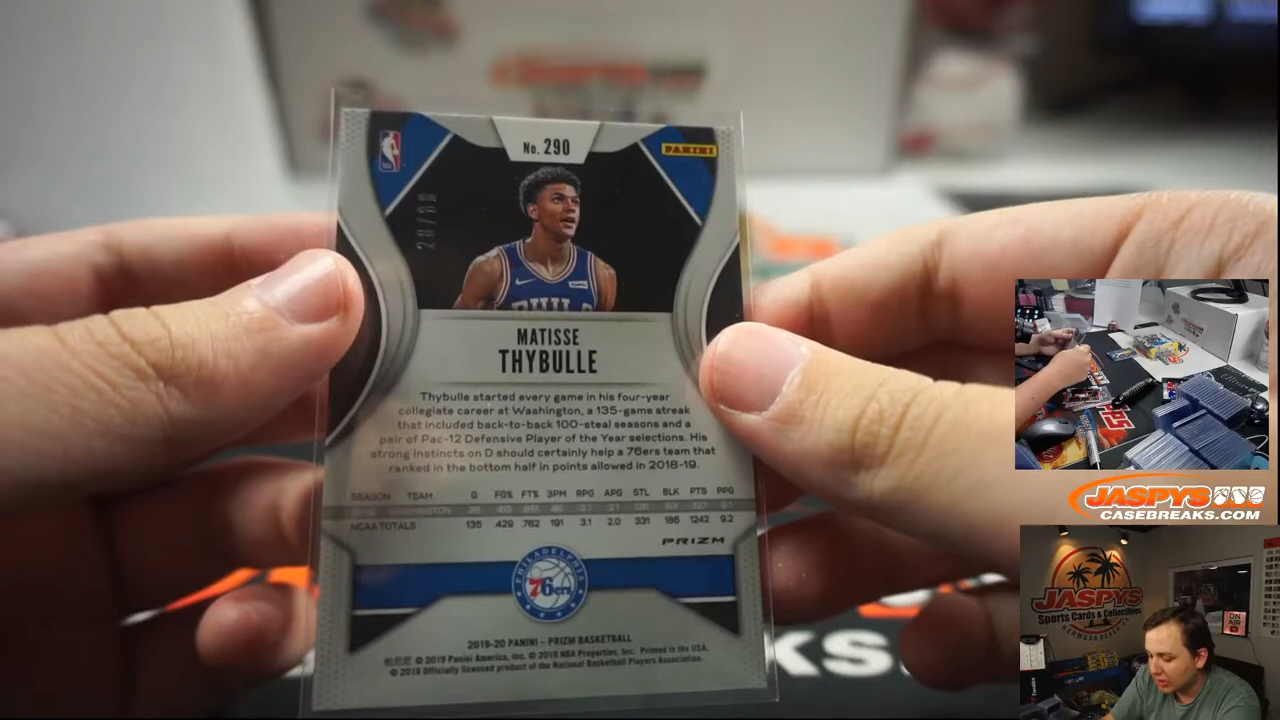 No. 290
PANINI
MATISSE
THYBULLE
Thybulle started every game in his four-year
collegiate career at Washington, a 135-game streak
that included back-to-back 100-steal seasons and a
pair of Pac-12 Defensive Player of the Year selections. His
strong instincts on D should certainly help a 76ers team that
ranked in the bottom half in points allowed in 2018-19.
SEASON TEAM G FG% FT% 3PM RPG APG STL BLK PTS PPG
NCAA TOTALS 135 .429 .782 191 3.1 2.0 331 186 1242 9.2
PRIZM
PHILADELPHIA
76ers
2019-20 PANINI – PRIZM BASKETBALL
© 2019 Panini America, Inc. © 2019 NBA Properties, Inc. Printed in the USA.
Officially licensed product of the National Basketball Players Association.
JASPYS
CASEBREAKS.COM
JASPYS
Sports Cards & Collectibles
HERMOSA BEACH, CA
ON
AIR